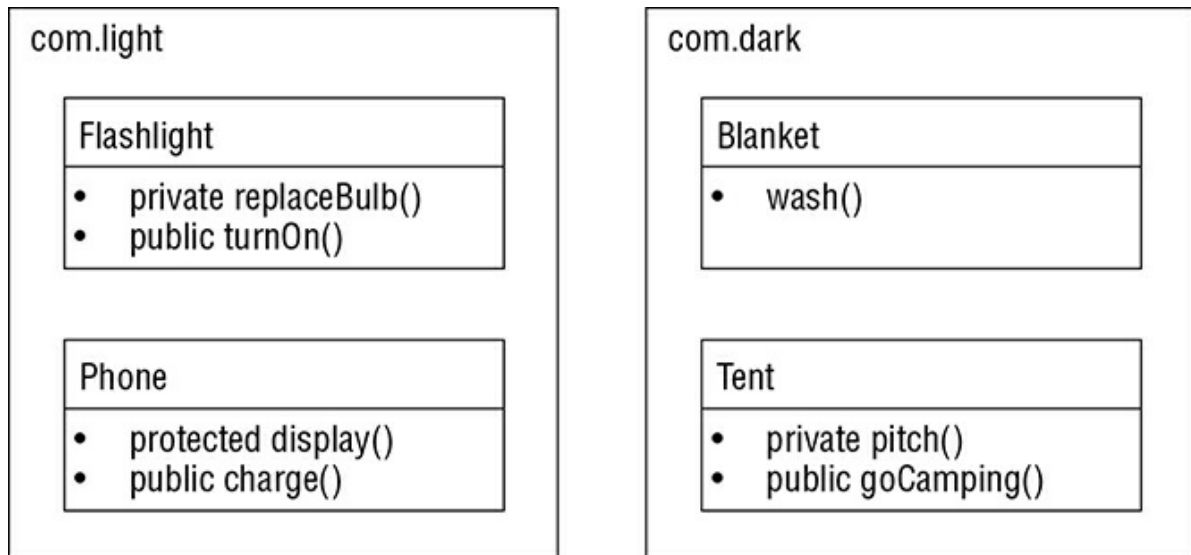 com.light
Flashlight
• private replaceBulb()
• public turnOn()
Phone
• protected display()
• public charge()
com.dark
Blanket
• wash()
Tent
• private pitch()
• public goCamping()